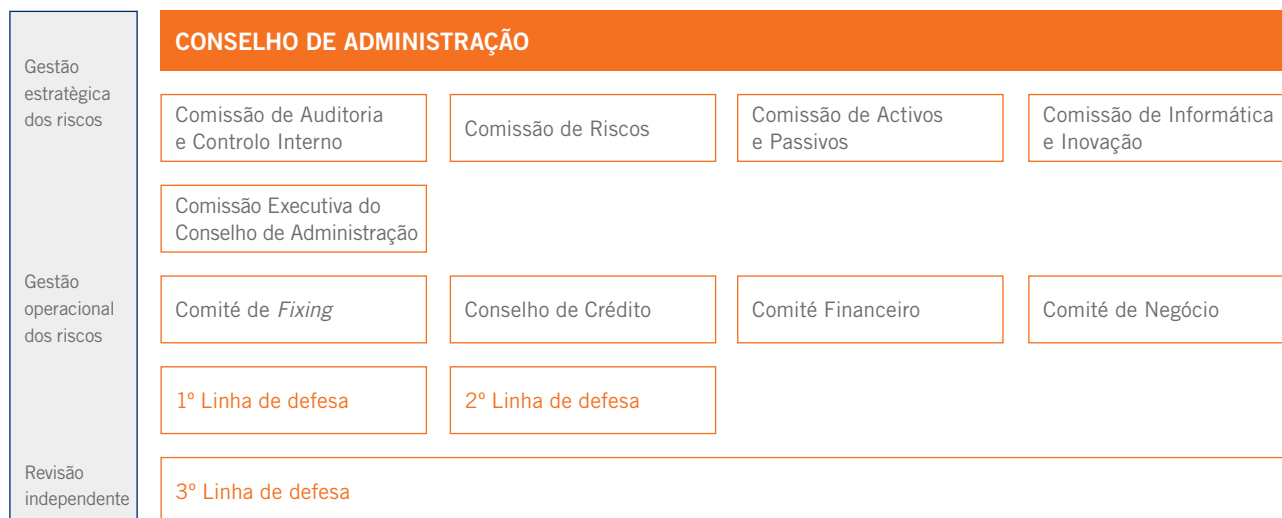 Gestão
estratègica
dos riscos
CONSELHO DE ADMINISTRAÇÃO
Comissão de Auditoria
e Controlo Interno
Comissão de Riscos
Comissão de Activos
e Passivos
Comissão de Informática
e Inovação
Comissão Executiva do
Conselho de Administração
Gestão
operacional
dos riscos
Comité de Fixing
Conselho de Crédito
Comité Financeiro
Comité de Negócio
1º Linha de defesa
2º Linha de defesa
Revisão
independente
3º Linha de defesa